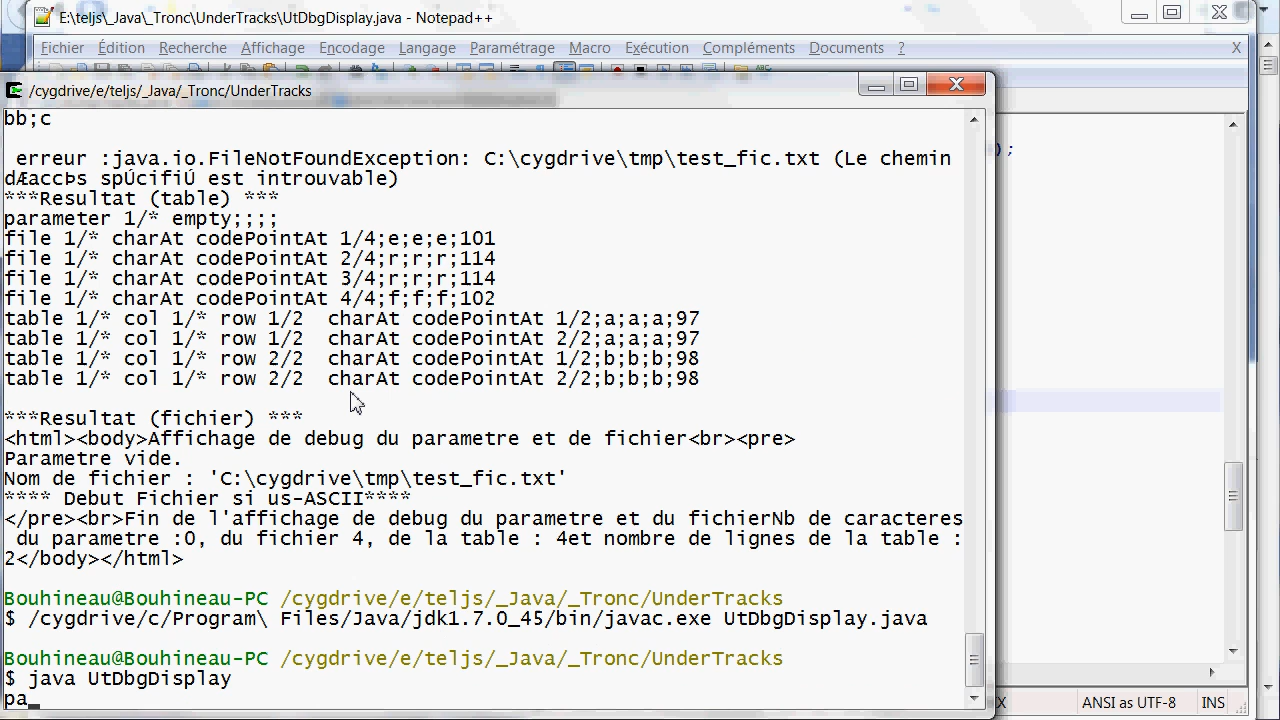 E:\teljs\_Java\_Tronc\UnderTracks\UtDbgDisplay.java - Notepad++
Fichier Édition Recherche Affichage Encodage Langage Paramétrage Macro Exécution Compléments Documents ? X
/cygdrive/e/teljs/_Java/_Tronc/UnderTracks
bb;c
erreur :java.io.FileNotFoundException: C:\cygdrive\tmp\test_fic.txt (Le chemin
dÆaccÞs spÚcifiÚ est introuvable)
***Resultat (table) ***
parameter 1/* empty;;;;
file 1/* charAt codePointAt 1/4;e;e;e;101
file 1/* charAt codePointAt 2/4;r;r;r;114
file 1/* charAt codePointAt 3/4;r;r;r;114
file 1/* charAt codePointAt 4/4;f;f;f;102
table 1/* col 1/* row 1/2  charAt codePointAt 1/2;a;a;a;97
table 1/* col 1/* row 1/2  charAt codePointAt 2/2;a;a;a;97
table 1/* col 1/* row 2/2  charAt codePointAt 1/2;b;b;b;98
table 1/* col 1/* row 2/2  charAt codePointAt 2/2;b;b;b;98
***Resultat (fichier) ***
<html><body>Affichage de debug du parametre et de fichier<br><pre>
Parametre vide.
Nom de fichier : 'C:\cygdrive\tmp\test_fic.txt'
**** Debut Fichier si us-ASCII****
</pre><br>Fin de l'affichage de debug du parametre et du fichierNb de caracteres
du parametre :0, du fichier 4, de la table : 4et nombre de lignes de la table :
2</body></html>
Bouhineau@Bouhineau-PC /cygdrive/e/teljs/_Java/_Tronc/UnderTracks
$ /cygdrive/c/Program\ Files/Java/jdk1.7.0_45/bin/javac.exe UtDbgDisplay.java
Bouhineau@Bouhineau-PC /cygdrive/e/teljs/_Java/_Tronc/UnderTracks
$ java UtDbgDisplay
pa_
);
X ANSI as UTF-8 INS